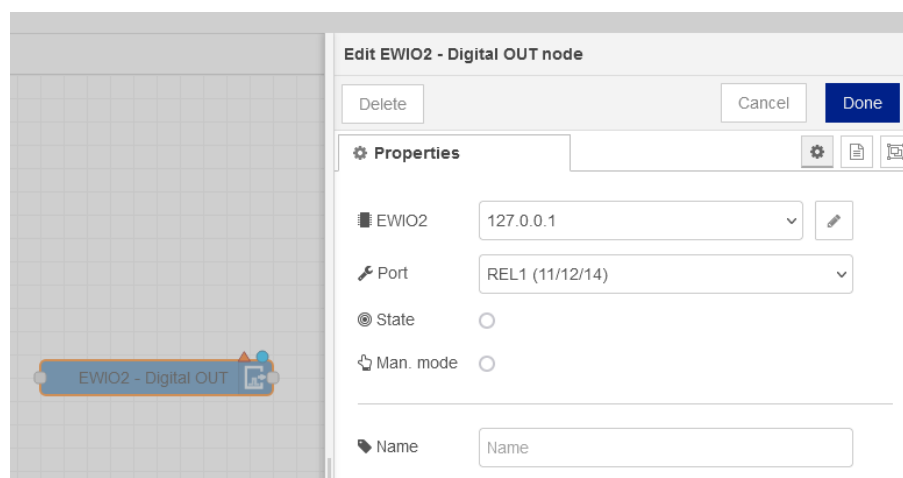 Edit EWIO2 - Digital OUT node
Delete
Cancel
Done
Properties
EWIO2
127.0.0.1
Port
REL1 (11/12/14)
State
Man. mode
EWIO2 - Digital OUT
Name
Name